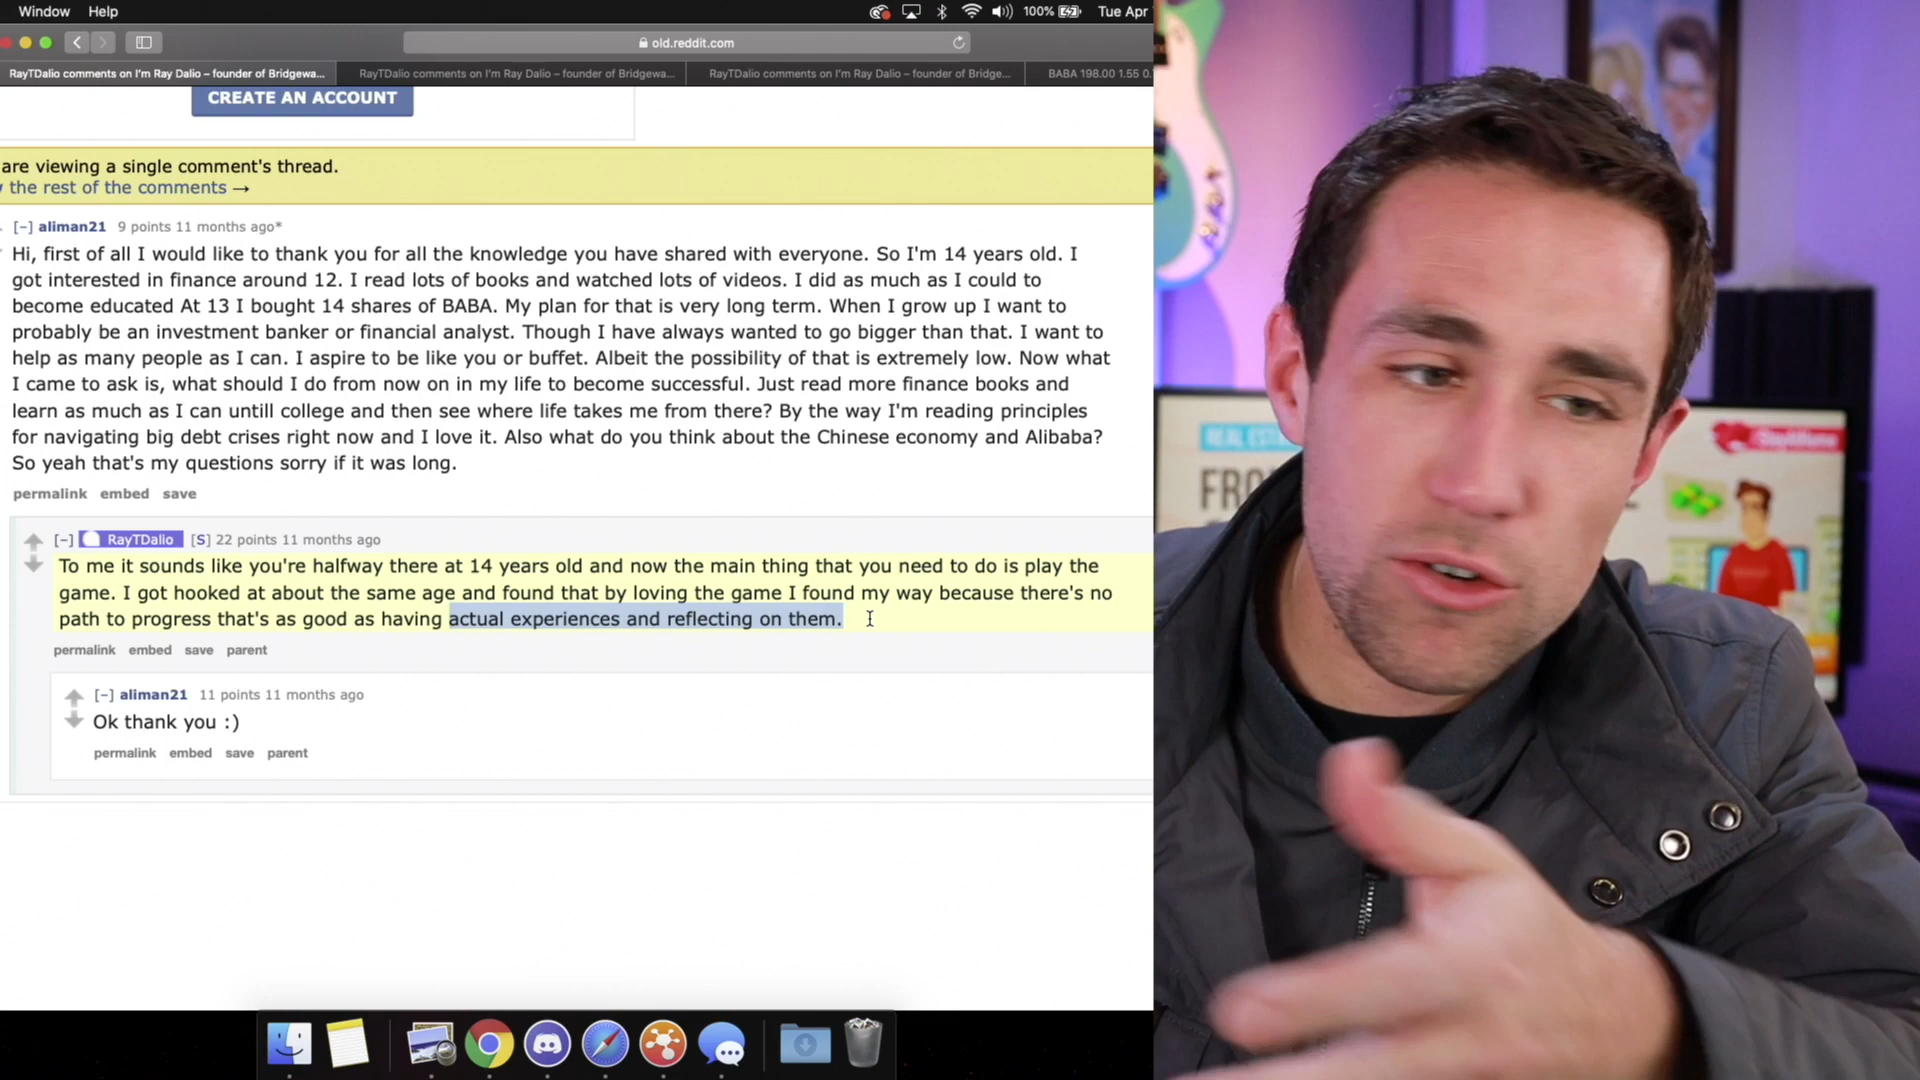 Window Help
100% Tue Apr
old.reddit.com
RayTDalio comments on I'm Ray Dalio – founder of Bridgewa...
RayTDalio comments on I'm Ray Dalio – founder of Bridgewa...
RayTDalio comments on I'm Ray Dalio – founder of Bridge...
BABA 198.00 1.55 0.
CREATE AN ACCOUNT
are viewing a single comment's thread.
the rest of the comments →
[–] aliman21 9 points 11 months ago*
Hi, first of all I would like to thank you for all the knowledge you have shared with everyone. So I'm 14 years old. I
got interested in finance around 12. I read lots of books and watched lots of videos. I did as much as I could to
become educated At 13 I bought 14 shares of BABA. My plan for that is very long term. When I grow up I want to
probably be an investment banker or financial analyst. Though I have always wanted to go bigger than that. I want to
help as many people as I can. I aspire to be like you or buffet. Albeit the possibility of that is extremely low. Now what
I came to ask is, what should I do from now on in my life to become successful. Just read more finance books and
learn as much as I can untill college and then see where life takes me from there? By the way I'm reading principles
for navigating big debt crises right now and I love it. Also what do you think about the Chinese economy and Alibaba?
So yeah that's my questions sorry if it was long.
permalink embed save
[–] RayTDalio [S] 22 points 11 months ago
To me it sounds like you're halfway there at 14 years old and now the main thing that you need to do is play the
game. I got hooked at about the same age and found that by loving the game I found my way because there's no
path to progress that's as good as having actual experiences and reflecting on them.
permalink embed save parent
[–] aliman21 11 points 11 months ago
Ok thank you :)
permalink embed save parent
REAL EST
FRO